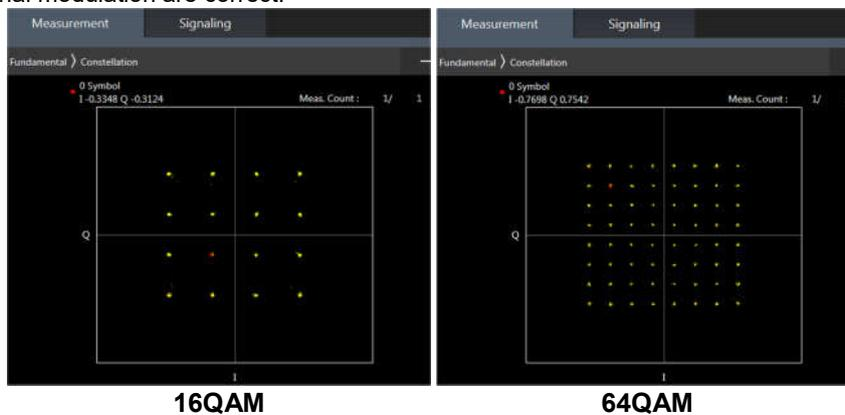 nal modulation are correct.
Measurement Signaling
Fundamental 〉 Constellation
0 Symbol
I -0.3348 Q -0.3124 Meas. Count : 1/ 1
Q
I
16QAM
Measurement Signaling
Fundamental 〉 Constellation
0 Symbol
I -0.7698 Q 0.7542 Meas. Count : 1/
Q
I
64QAM